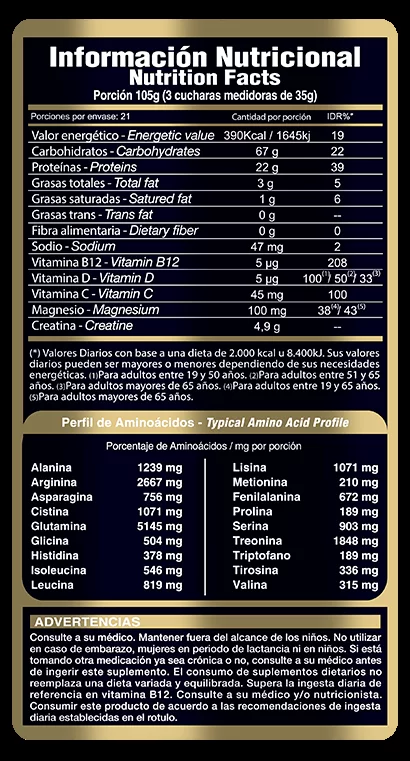 Información Nutricional
Nutrition Facts
Porción 105g (3 cucharas medidoras de 35g)
Porciones por envase: 21 Cantidad por porción IDR%*
Valor energético - Energetic value 390Kcal / 1645kj 19
Carbohidratos - Carbohydrates 67 g 22
Proteínas - Proteins 22 g 39
Grasas totales - Total fat 3 g 5
Grasas saturadas - Satured fat 1 g 6
Grasas trans - Trans fat 0 g --
Fibra alimentaria - Dietary fiber 0 g 0
Sodio - Sodium 47 mg 2
Vitamina B12 - Vitamin B12 5 µg 208
Vitamina D - Vitamin D 5 µg 100(1)/ 50(2)/ 33(3)
Vitamina C - Vitamin C 45 mg 100
Magnesio - Magnesium 100 mg 38(4)/ 43(5)
Creatina - Creatine 4,9 g --
(*) Valores Diarios con base a una dieta de 2.000 kcal u 8.400kJ. Sus valores
diarios pueden ser mayores o menores dependiendo de sus necesidades
energéticas. (1)Para adultos entre 19 y 50 años. (2)Para adultos entre 51 y 65
años. (3)Para adultos mayores de 65 años. (4)Para adultos entre 19 y 65 años.
(5)Para adultos mayores de 65 años.
Perfil de Aminoácidos - Typical Amino Acid Profile
Porcentaje de Aminoácidos / mg por porción
Alanina 1239 mg
Arginina 2667 mg
Asparagina 756 mg
Cistina 1071 mg
Glutamina 5145 mg
Glicina 504 mg
Histidina 378 mg
Isoleucina 546 mg
Leucina 819 mg
Lisina 1071 mg
Metionina 210 mg
Fenilanina 672 mg
Prolina 189 mg
Serina 903 mg
Treonina 1848 mg
Triptofano 189 mg
Tirosina 336 mg
Valina 315 mg
ADVERTENCIAS
Consulte a su médico. Mantener fuera del alcance de los niños. No utilizar
en caso de embarazo, mujeres en periodo de lactancia ni en niños. Si está
tomando otra medicación ya sea crónica o no, consulte a su médico antes
de ingerir este suplemento. El consumo de suplementos dietarios no
reemplaza una dieta variada y equilibrada. Supera la ingesta diaria de
referencia en vitamina B12. Consulte a su médico y/o nutricionista.
Consumir este producto de acuerdo a las recomendaciones de ingesta
diaria establecidas en el rotulo.